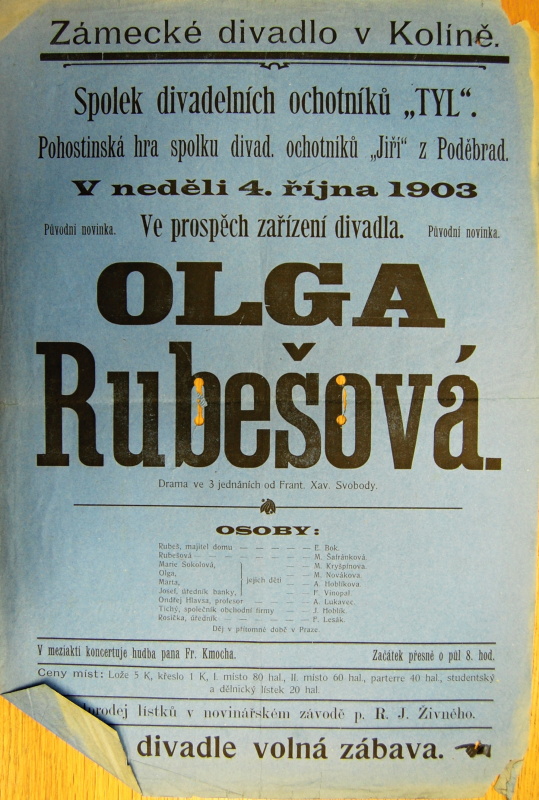 Zámecké divadlo v Kolíně.
Spolek divadelních ochotníků „TYL“.
Pohostinská hra spolku divad. ochotníků „Jiří“ z Poděbrad.
V neděli 4. října 1903
Původní novinka. Ve prospěch zařízení divadla. Původní novinka.
OLGA
Rubešová.
Drama ve 3 jednáních od Frant. Xav. Svobody.
OSOBY:
Rubeš, majitel domu — — — — — E. Bok.
Rubešová — — — — — — — M. Šafránková.
Marie Sokolová, M. Kryšpínova.
Olga, M. Nováková.
Marta, jejich děti — — — A. Hoblíkova.
Josef, úředník banky, F. Vinopal
Ondřej Hlavsa, profesor — — — — A. Lukavec.
Tichý, společník obchodní firmy — — J. Hoblík.
Rosička, úředník — — — — — — P. Lesák.
Děj v přítomné době v Praze.
V meziaktí koncertuje hudba pana Fr. Kmocha. Začátek přesně o půl 8. hod.
Ceny míst: Lože 5 K, křeslo 1 K, I. místo 80 hal., II. místo 60 hal., parterre 40 hal., studentský
a dělnický lístek 20 hal.
lístků v novinářském závodě p. R. J. Živného.
divadle volná zábava.